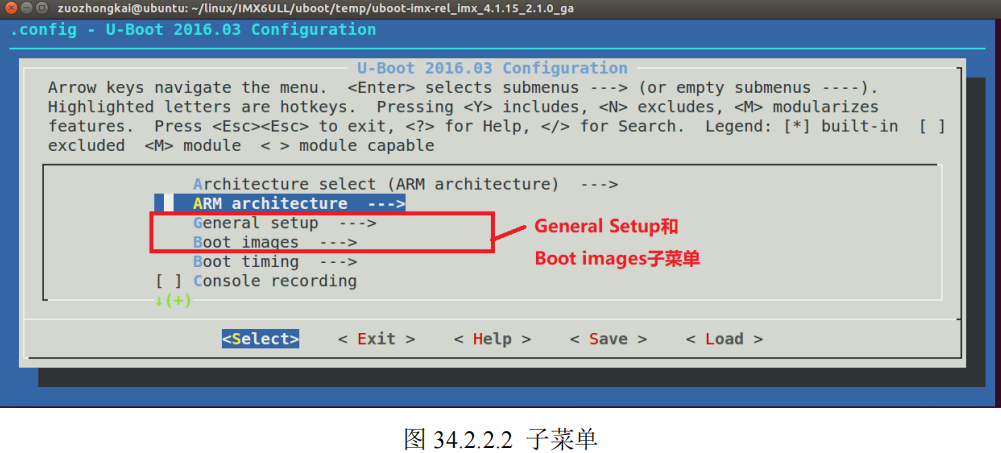 zuozhongkai@ubuntu: ~/linux/IMX6ULL/uboot/temp/uboot-imx-rel_imx_4.1.15_2.1.0_ga
.config - U-Boot 2016.03 Configuration
U-Boot 2016.03 Configuration
Arrow keys navigate the menu.  <Enter> selects submenus ---> (or empty submenus ----).
Highlighted letters are hotkeys.  Pressing <Y> includes, <N> excludes, <M> modularizes
features.  Press <Esc><Esc> to exit, <?> for Help, </> for Search.  Legend: [*] built-in  [ ]
excluded  <M> module  < > module capable
Architecture select (ARM architecture)  --->
ARM architecture  --->
General setup  --->
Boot images  --->
Boot timing  --->
[ ] Console recording
↓(+)
General Setup和
Boot images子菜单
<Select>    < Exit >    < Help >    < Save >    < Load >
图 34.2.2.2 子菜单